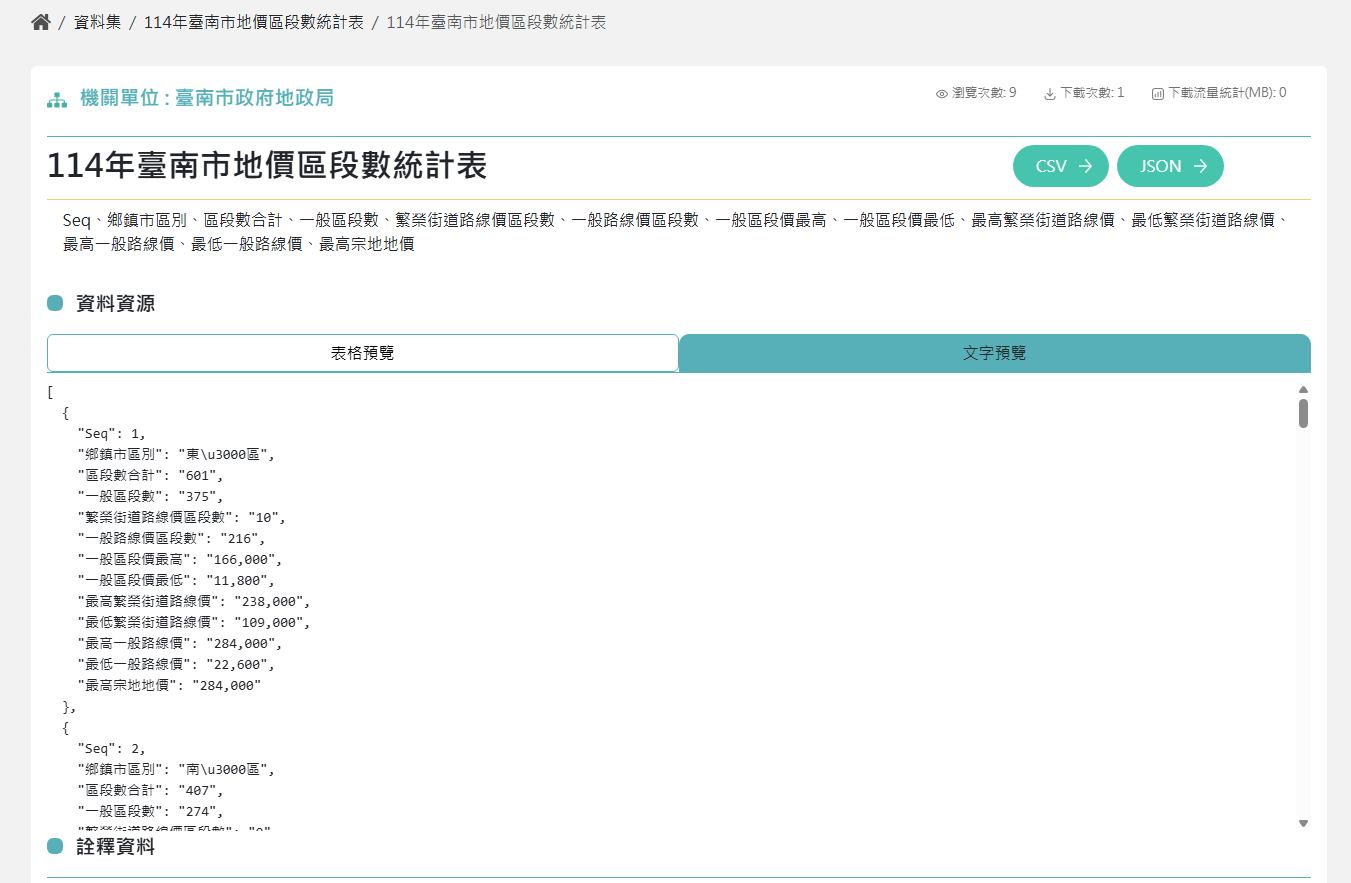 / 資料集 / 114年臺南市地價區段數統計表 / 114年臺南市地價區段數統計表
機關單位 : 臺南市政府地政局
瀏覽次數: 9 下載次數: 1 下載流量統計(MB): 0
114年臺南市地價區段數統計表
CSV → JSON →
Seq、鄉鎮市區別、區段數合計、一般區段數、繁榮街道路線價區段數、一般路線價區段數、一般區段價最高、一般區段價最低、最高繁榮街道路線價、最低繁榮街道路線價、
最高一般路線價、最低一般路線價、最高宗地地價
資料資源
表格預覽 文字預覽
[
{
"Seq": 1,
"鄉鎮市區別": "東\u3000區",
"區段數合計": "601",
"一般區段數": "375",
"繁榮街道路線價區段數": "10",
"一般路線價區段數": "216",
"一般區段價最高": "166,000",
"一般區段價最低": "11,800",
"最高繁榮街道路線價": "238,000",
"最低繁榮街道路線價": "109,000",
"最高一般路線價": "284,000",
"最低一般路線價": "22,600",
"最高宗地地價": "284,000"
},
{
"Seq": 2,
"鄉鎮市區別": "南\u3000區",
"區段數合計": "407",
"一般區段數": "274",
"繁榮街道路線價區段數":
詮釋資料